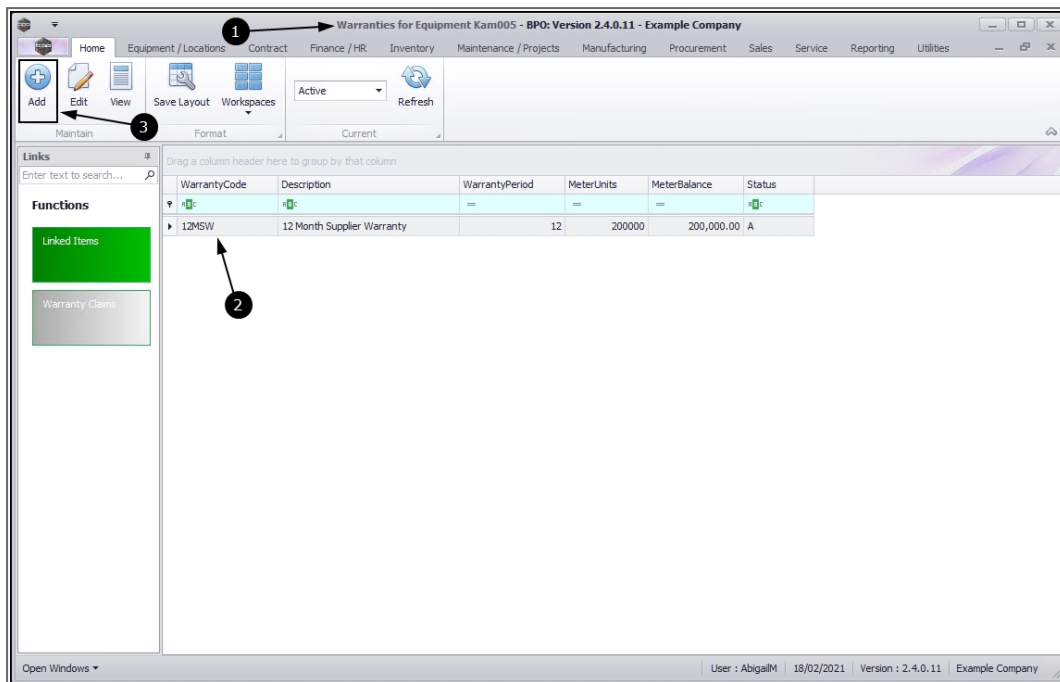 1
Warranties for Equipment Kam005 - BPO: Version 2.4.0.11 - Example Company
Home Equipment / Locations Contract Finance / HR Inventory Maintenance / Projects Manufacturing Procurement Sales Service Reporting Utilities
Add Edit View Save Layout Workspaces Active Refresh
3
Maintain Format Current
Links
Drag a column header here to group by that column
Enter text to search...
WarrantyCode Description WarrantyPeriod MeterUnits MeterBalance Status
Functions
= = =
12MSW 12 Month Supplier Warranty 12 200000 200,000.00 A
Linked Items
Warranty Claims
2
Open Windows User : AbigailM 18/02/2021 Version : 2.4.0.11 Example Company